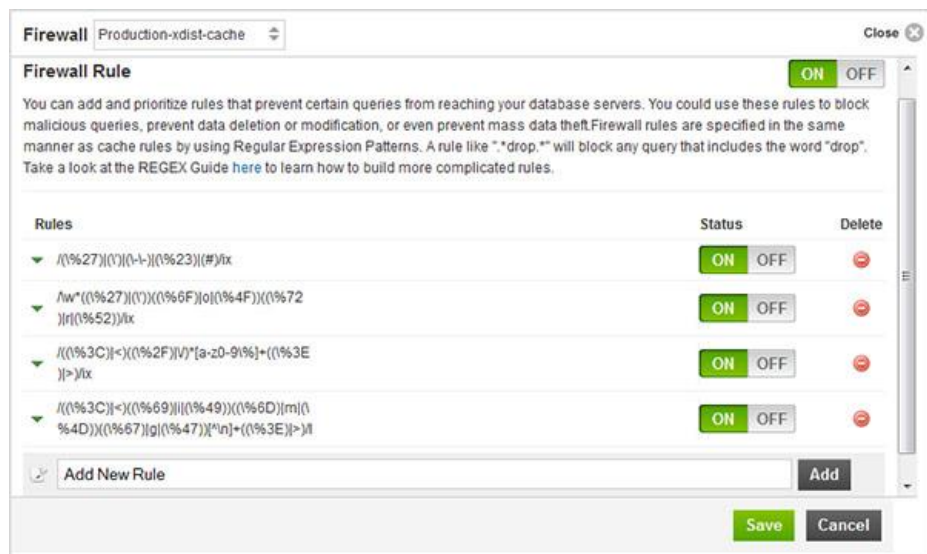 Firewall Production-xdist-cache Close
Firewall Rule ON OFF
You can add and prioritize rules that prevent certain queries from reaching your database servers. You could use these rules to block
malicious queries, prevent data deletion or modification, or even prevent mass data theft.Firewall rules are specified in the same
manner as cache rules by using Regular Expression Patterns. A rule like ".*drop.*" will block any query that includes the word "drop".
Take a look at the REGEX Guide here to learn how to build more complicated rules.
Rules Status Delete
/(\%27)|(\')|(\-\-)|(\%23)|(#)/ix ON OFF
/\w*((\%27)|(\'))((\%6F)|o|(\%4F))((\%72
)|r|(\%52))/ix ON OFF
/((\%3C)|<)((\%2F)|\/)*[a-z0-9\%]+((\%3E
)|>)/ix ON OFF
/((\%3C)|<)((\%69)|i|(\%49))((\%6D)|m|(\
%4D))((\%67)|g|(\%47))[^\n]+((\%3E)|>)/I ON OFF
Add New Rule Add
Save Cancel